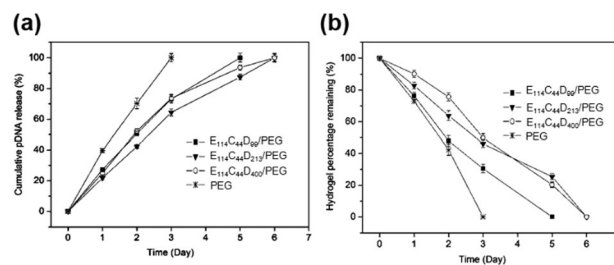 (a)
Cumulative pDNA release (%)
100
80
60
40
20
0
E₁₁₄C₄₄D₉₉/PEG
E₁₁₄C₄₄D₂₁₃/PEG
E₁₁₄C₄₄D₄₀₀/PEG
PEG
0 1 2 3 4 5 6 7
Time (Day)
(b)
Hydrogel percentage remaining (%)
100
80
60
40
20
0
E₁₁₄C₄₄D₉₉/PEG
E₁₁₄C₄₄D₂₁₃/PEG
E₁₁₄C₄₄D₄₀₀/PEG
PEG
0 1 2 3 4 5 6
Time (Day)